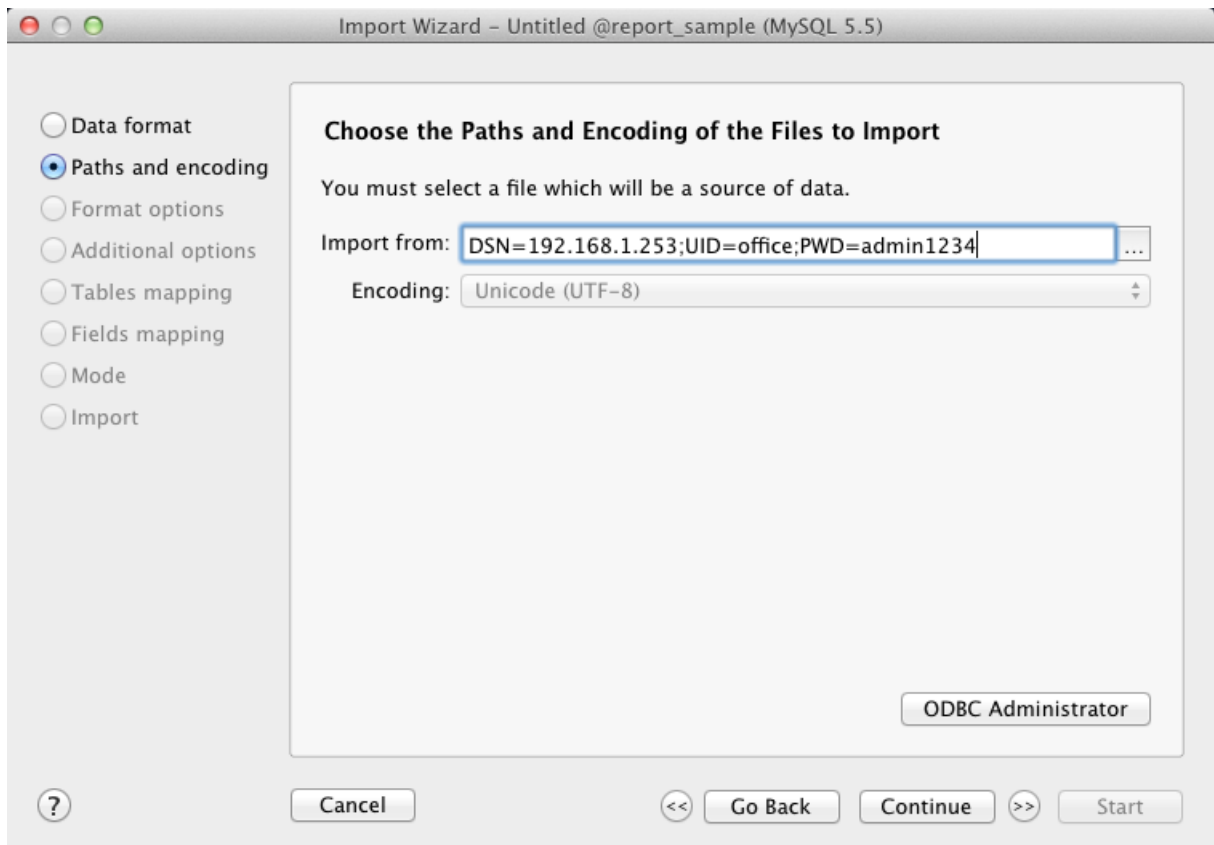 Import Wizard – Untitled @report_sample (MySQL 5.5)
Data format
Paths and encoding
Format options
Additional options
Tables mapping
Fields mapping
Mode
Import
Choose the Paths and Encoding of the Files to Import
You must select a file which will be a source of data.
Import from: DSN=192.168.1.253;UID=office;PWD=admin1234 ...
Encoding: Unicode (UTF-8)
ODBC Administrator
? Cancel << Go Back Continue >> Start